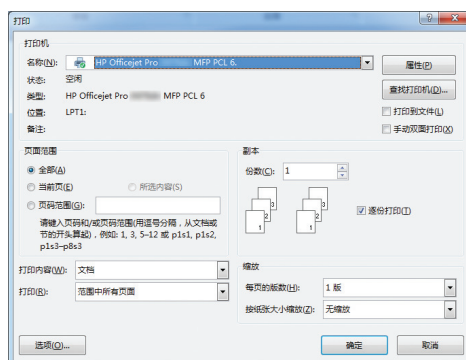 打印
打印机
名称(N): HP Officejet Pro MFP PCL 6. 属性(P)
状态: 空闲 查找打印机(D)...
类型: HP Officejet Pro MFP PCL 6
位置: LPT1: 打印到文件(L)
备注: 手动双面打印(X)
页面范围
全部(A)
当前页(E) 所选内容(S)
页码范围(G):
请键入页码和/或页码范围(用逗号分隔，从文档或
节的开头算起)，例如: 1, 3, 5–12 或 p1s1, p1s2,
p1s3–p8s3
副本
份数(C): 1
3 3
2 2
1 1
逐份打印(T)
打印内容(W): 文档
打印(R): 范围中所有页面
缩放
每页的版数(H): 1 版
按纸张大小缩放(Z): 无缩放
选项(O)... 确定 取消